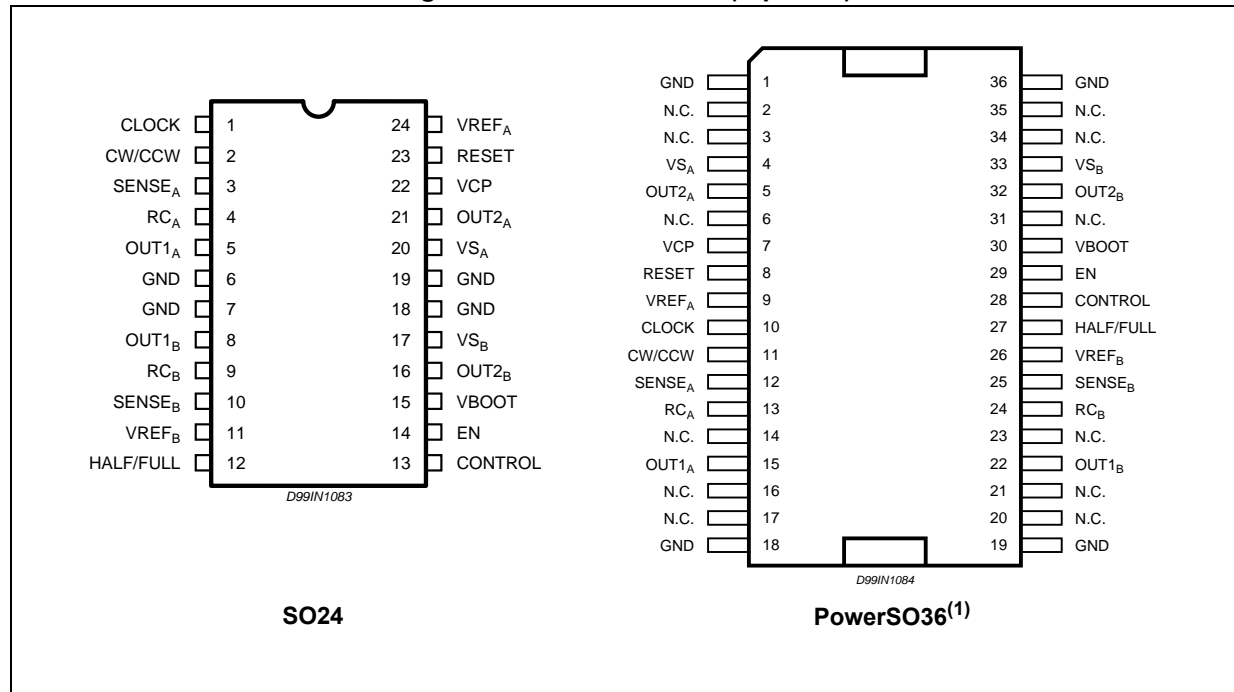 CLOCK 1 24 VREFA
CW/CCW 2 23 RESET
SENSEA 3 22 VCP
RCA 4 21 OUT2A
OUT1A 5 20 VSA
GND 6 19 GND
GND 7 18 GND
OUT1B 8 17 VSB
RCB 9 16 OUT2B
SENSEB 10 15 VBOOT
VREFB 11 14 EN
HALF/FULL 12 13 CONTROL
D99IN1083
SO24
GND 1 36 GND
N.C. 2 35 N.C.
N.C. 3 34 N.C.
VSA 4 33 VSB
OUT2A 5 32 OUT2B
N.C. 6 31 N.C.
VCP 7 30 VBOOT
RESET 8 29 EN
VREFA 9 28 CONTROL
CLOCK 10 27 HALF/FULL
CW/CCW 11 26 VREFB
SENSEA 12 25 SENSEB
RCA 13 24 RCB
N.C. 14 23 N.C.
OUT1A 15 22 OUT1B
N.C. 16 21 N.C.
N.C. 17 20 N.C.
GND 18 19 GND
D99IN1084
PowerSO36(1)